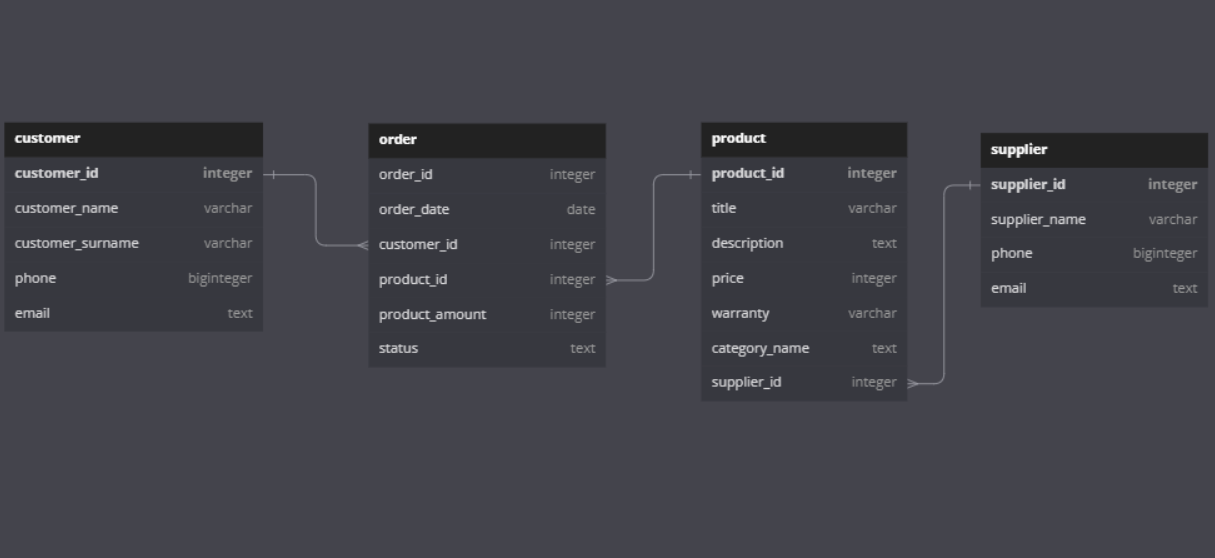 customer
customer_id integer
customer_name varchar
customer_surname varchar
phone biginteger
email text
order
order_id integer
order_date date
customer_id integer
product_id integer
product_amount integer
status text
product
product_id integer
title varchar
description text
price integer
warranty varchar
category_name text
supplier_id integer
supplier
supplier_id integer
supplier_name varchar
phone biginteger
email text